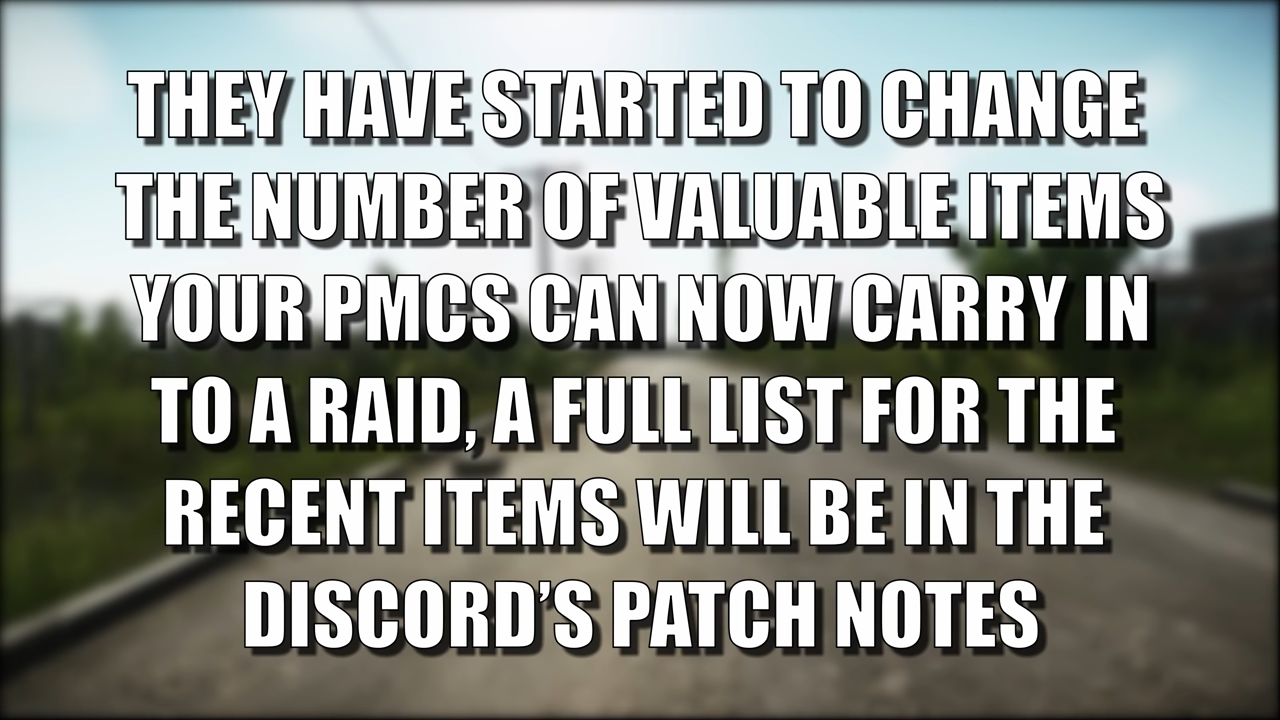 THEY HAVE STARTED TO CHANGE
THE NUMBER OF VALUABLE ITEMS
YOUR PMCS CAN NOW CARRY IN
TO A RAID, A FULL LIST FOR THE
RECENT ITEMS WILL BE IN THE
DISCORD’S PATCH NOTES